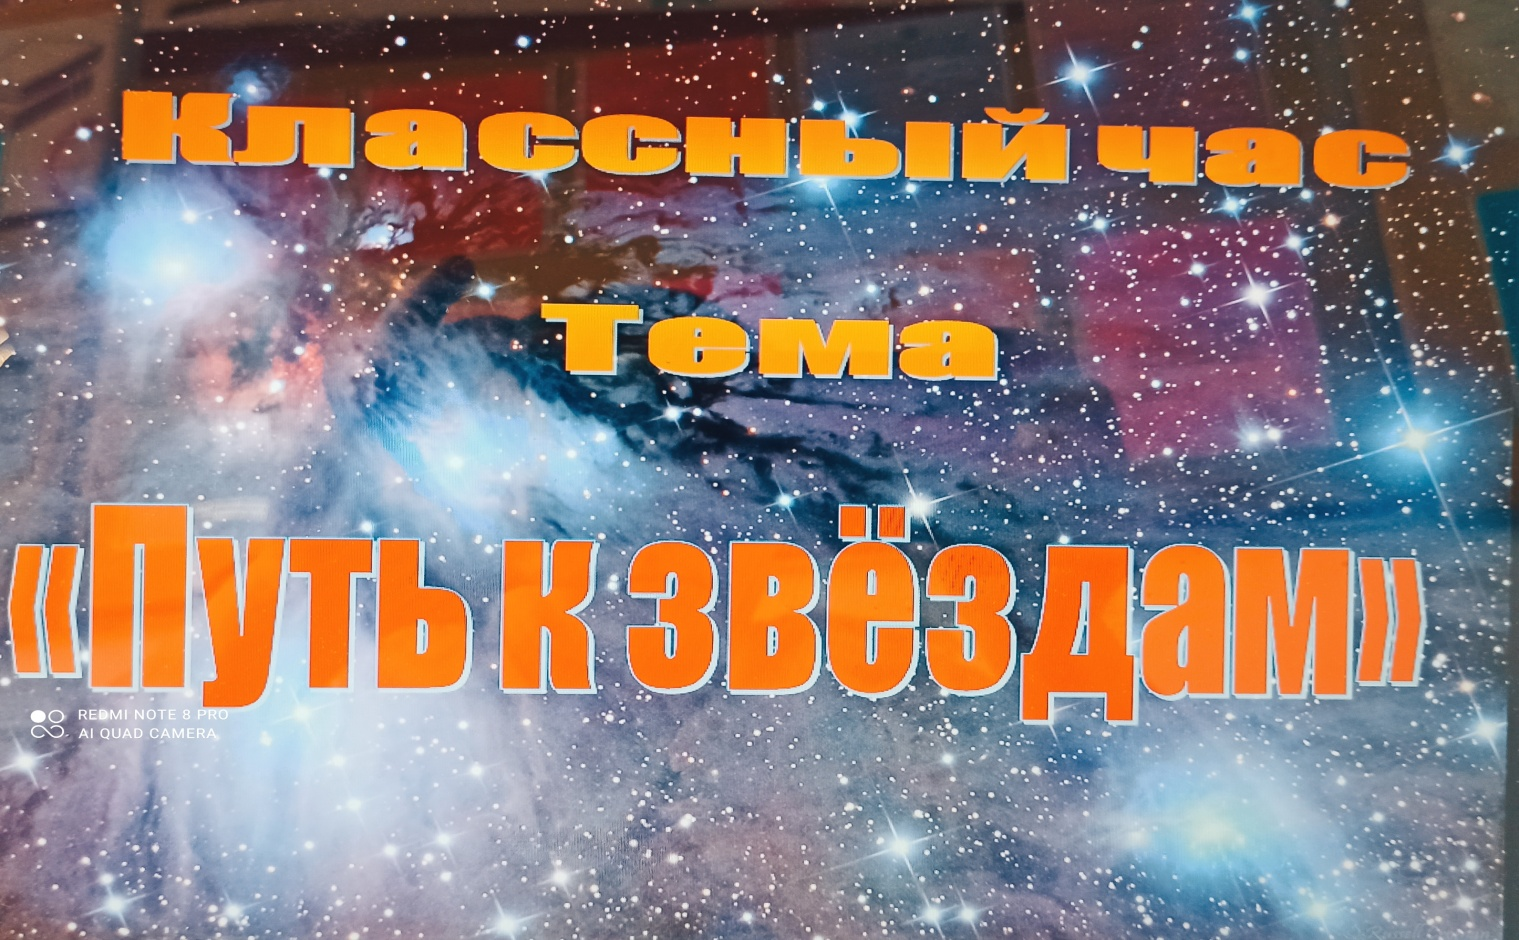 Классный час
Тема
«Путь к звёздам»
REDMI NOTE 8 PRO
AI QUAD CAMERA